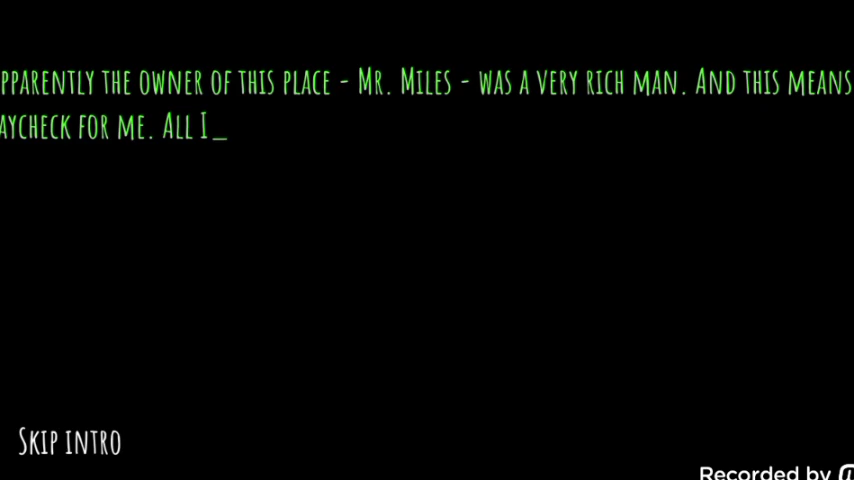 pparently the owner of this place - Mr. Miles - was a very rich man. And this means
aycheck for me. All I_
Skip intro
Recorded by